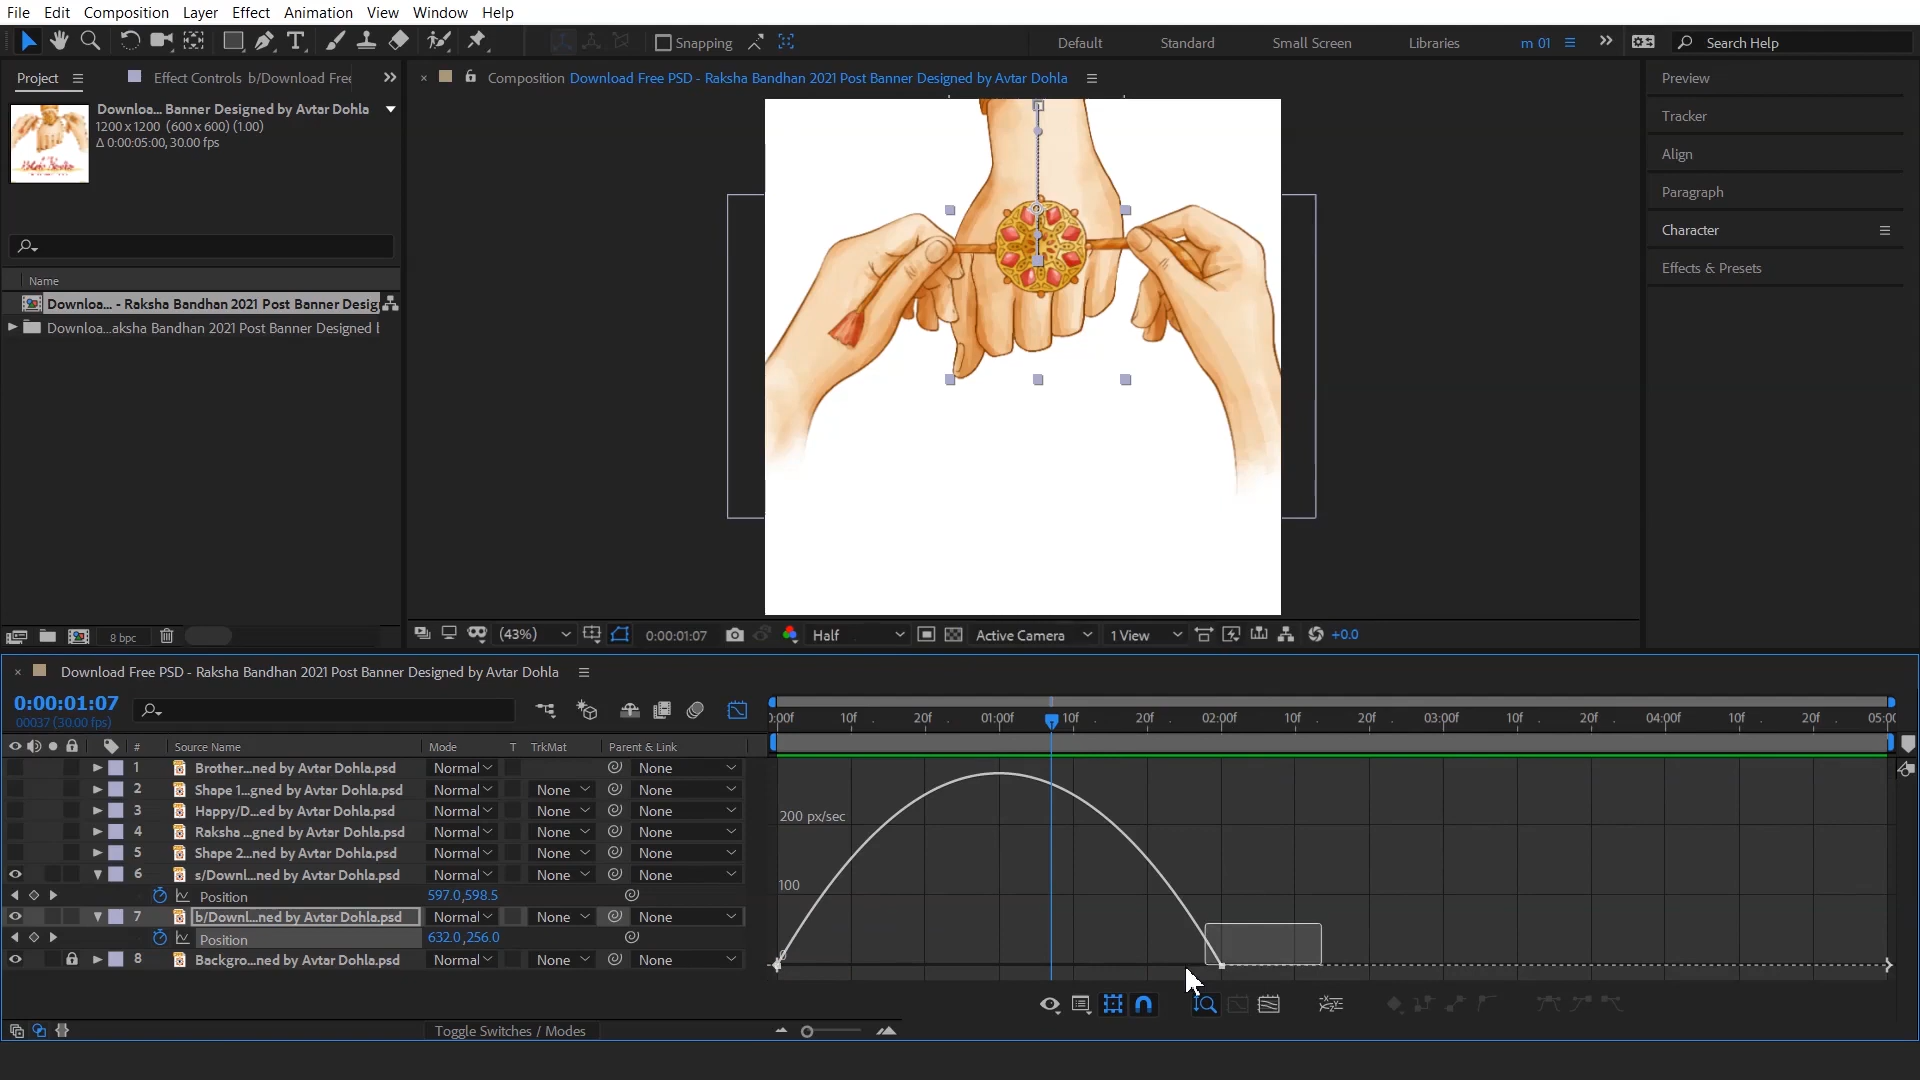 File Edit Composition Layer Effect Animation View Window Help
Snapping
Default Standard Small Screen Libraries m 01 Search Help
Project Effect Controls b/Download Free
Composition Download Free PSD - Raksha Bandhan 2021 Post Banner Designed by Avtar Dohla
Preview
Tracker
Align
Paragraph
Character
Effects & Presets
Downloa... Banner Designed by Avtar Dohla
1200 x 1200 (600 x 600) (1.00)
Δ 0:00:05:00, 30.00 fps
Name
Downloa... - Raksha Bandhan 2021 Post Banner Desig
Downloa...aksha Bandhan 2021 Post Banner Designed
8 bpc
(43%) 0:00:01:07 Half Active Camera 1 View +0.0
Download Free PSD - Raksha Bandhan 2021 Post Banner Designed by Avtar Dohla
0:00:01:07
00037 (30.00 fps)
0:00f 10f 20f 01:00f 10f 20f 02:00f 10f 20f 03:00f 10f 20f 04:00f 10f 20f 05:00
# Source Name Mode T TrkMat Parent & Link
1 Brother...ned by Avtar Dohla.psd Normal None
2 Shape 1...gned by Avtar Dohla.psd Normal None None
3 Happy/D...ed by Avtar Dohla.psd Normal None None
4 Raksha ...gned by Avtar Dohla.psd Normal None None
5 Shape 2...ned by Avtar Dohla.psd Normal None None
6 s/Downl...ned by Avtar Dohla.psd Normal None None
Position 597.0,598.5
7 b/Downl...ned by Avtar Dohla.psd Normal None None
Position 632.0,256.0
8 Backgro...ned by Avtar Dohla.psd Normal None None
200 px/sec
100
0
Toggle Switches / Modes